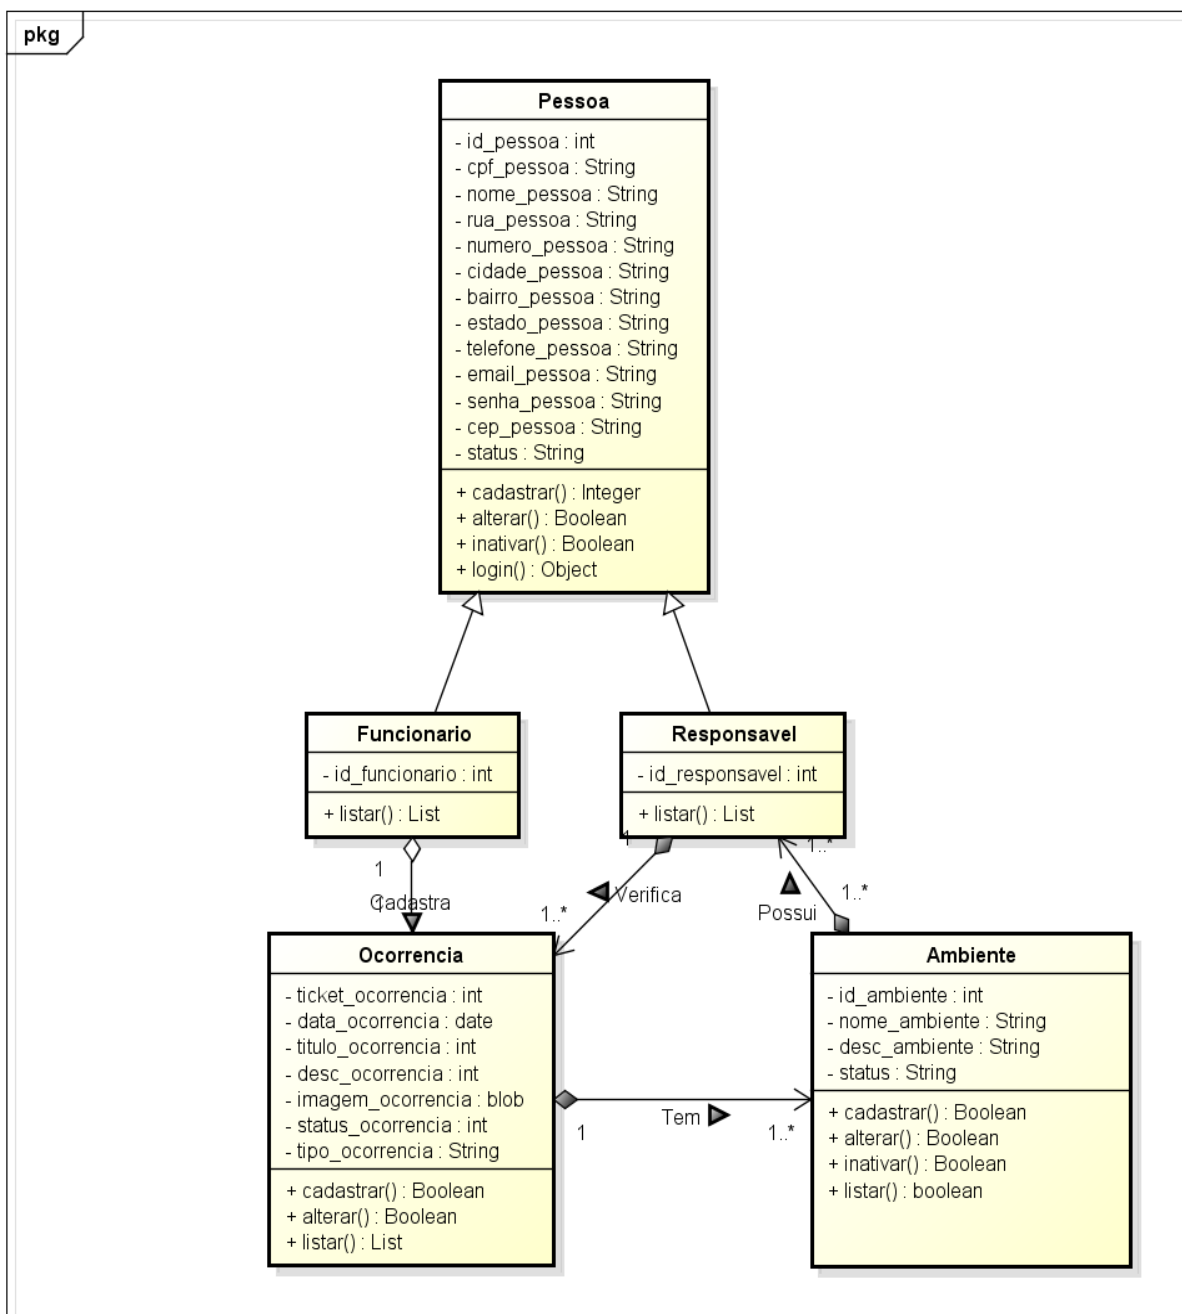 pkg
Pessoa
- id_pessoa : int
- cpf_pessoa : String
- nome_pessoa : String
- rua_pessoa : String
- numero_pessoa : String
- cidade_pessoa : String
- bairro_pessoa : String
- estado_pessoa : String
- telefone_pessoa : String
- email_pessoa : String
- senha_pessoa : String
- cep_pessoa : String
- status : String
+ cadastrar() : Integer
+ alterar() : Boolean
+ inativar() : Boolean
+ login() : Object
Funcionario
- id_funcionario : int
+ listar() : List
Responsavel
- id_responsavel : int
+ listar() : List
1
1
Cadastra
1
Verifica
1..*
1..*
Possui
1..*
Ocorrencia
- ticket_ocorrencia : int
- data_ocorrencia : date
- titulo_ocorrencia : int
- desc_ocorrencia : int
- imagem_ocorrencia : blob
- status_ocorrencia : int
- tipo_ocorrencia : String
+ cadastrar() : Boolean
+ alterar() : Boolean
+ listar() : List
1
Tem
1..*
Ambiente
- id_ambiente : int
- nome_ambiente : String
- desc_ambiente : String
- status : String
+ cadastrar() : Boolean
+ alterar() : Boolean
+ inativar() : Boolean
+ listar() : boolean